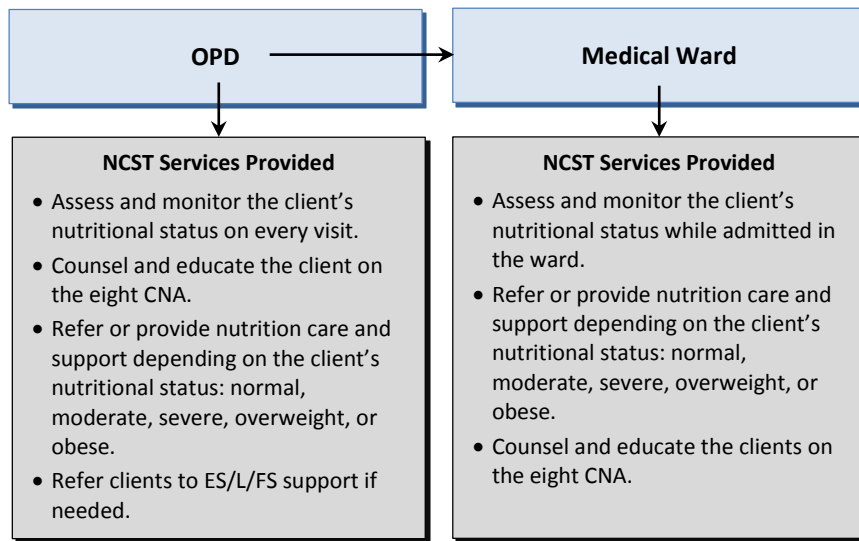 OPD
Medical Ward
NCST Services Provided
• Assess and monitor the client's
nutritional status on every visit.
• Counsel and educate the client on
the eight CNA.
• Refer or provide nutrition care and
support depending on the client's
nutritional status: normal,
moderate, severe, overweight, or
obese.
• Refer clients to ES/L/FS support if
needed.
NCST Services Provided
• Assess and monitor the client's
nutritional status while admitted in
the ward.
• Refer or provide nutrition care and
support depending on the client's
nutritional status: normal,
moderate, severe, overweight, or
obese.
• Counsel and educate the clients on
the eight CNA.